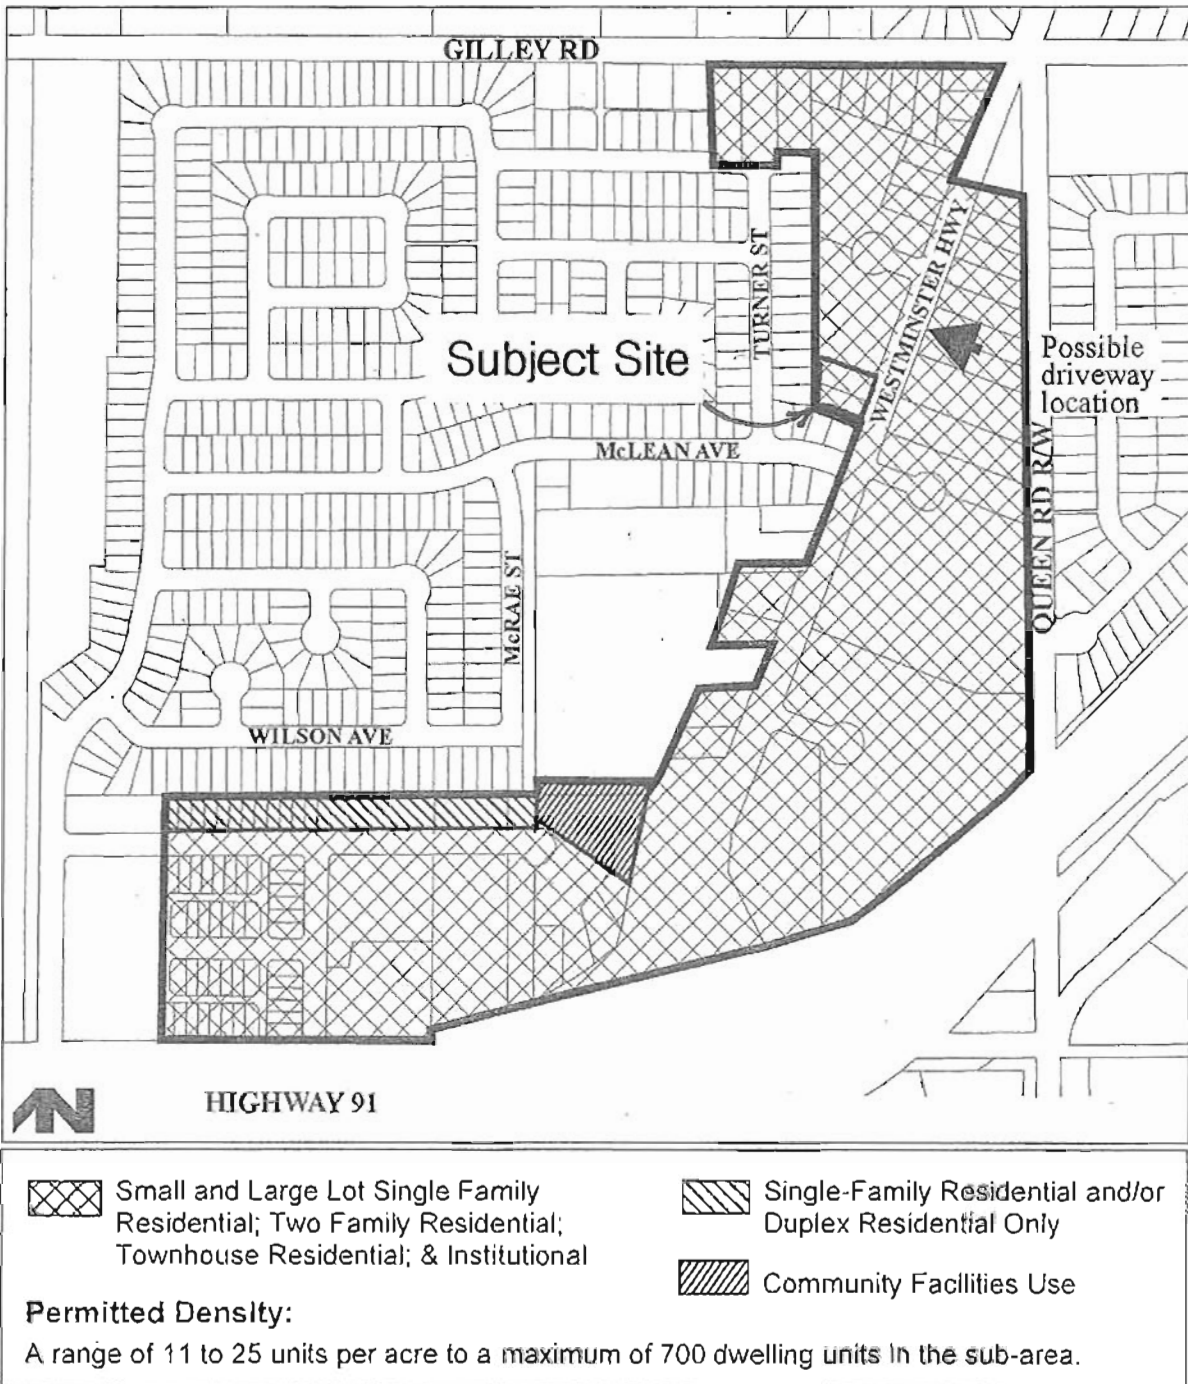 GILLEY RD
TURNER ST
WESTMINSTER HWY
Subject Site
Possible
driveway
location
McLEAN AVE
QUEEN RD R/W
McRAE ST
WILSON AVE
N
HIGHWAY 91
Small and Large Lot Single Family
Residential; Two Family Residential;
Townhouse Residential; & Institutional
Single-Family Residential and/or
Duplex Residential Only
Community Facilities Use
Permitted Density:
A range of 11 to 25 units per acre to a maximum of 700 dwelling units in the sub-area.